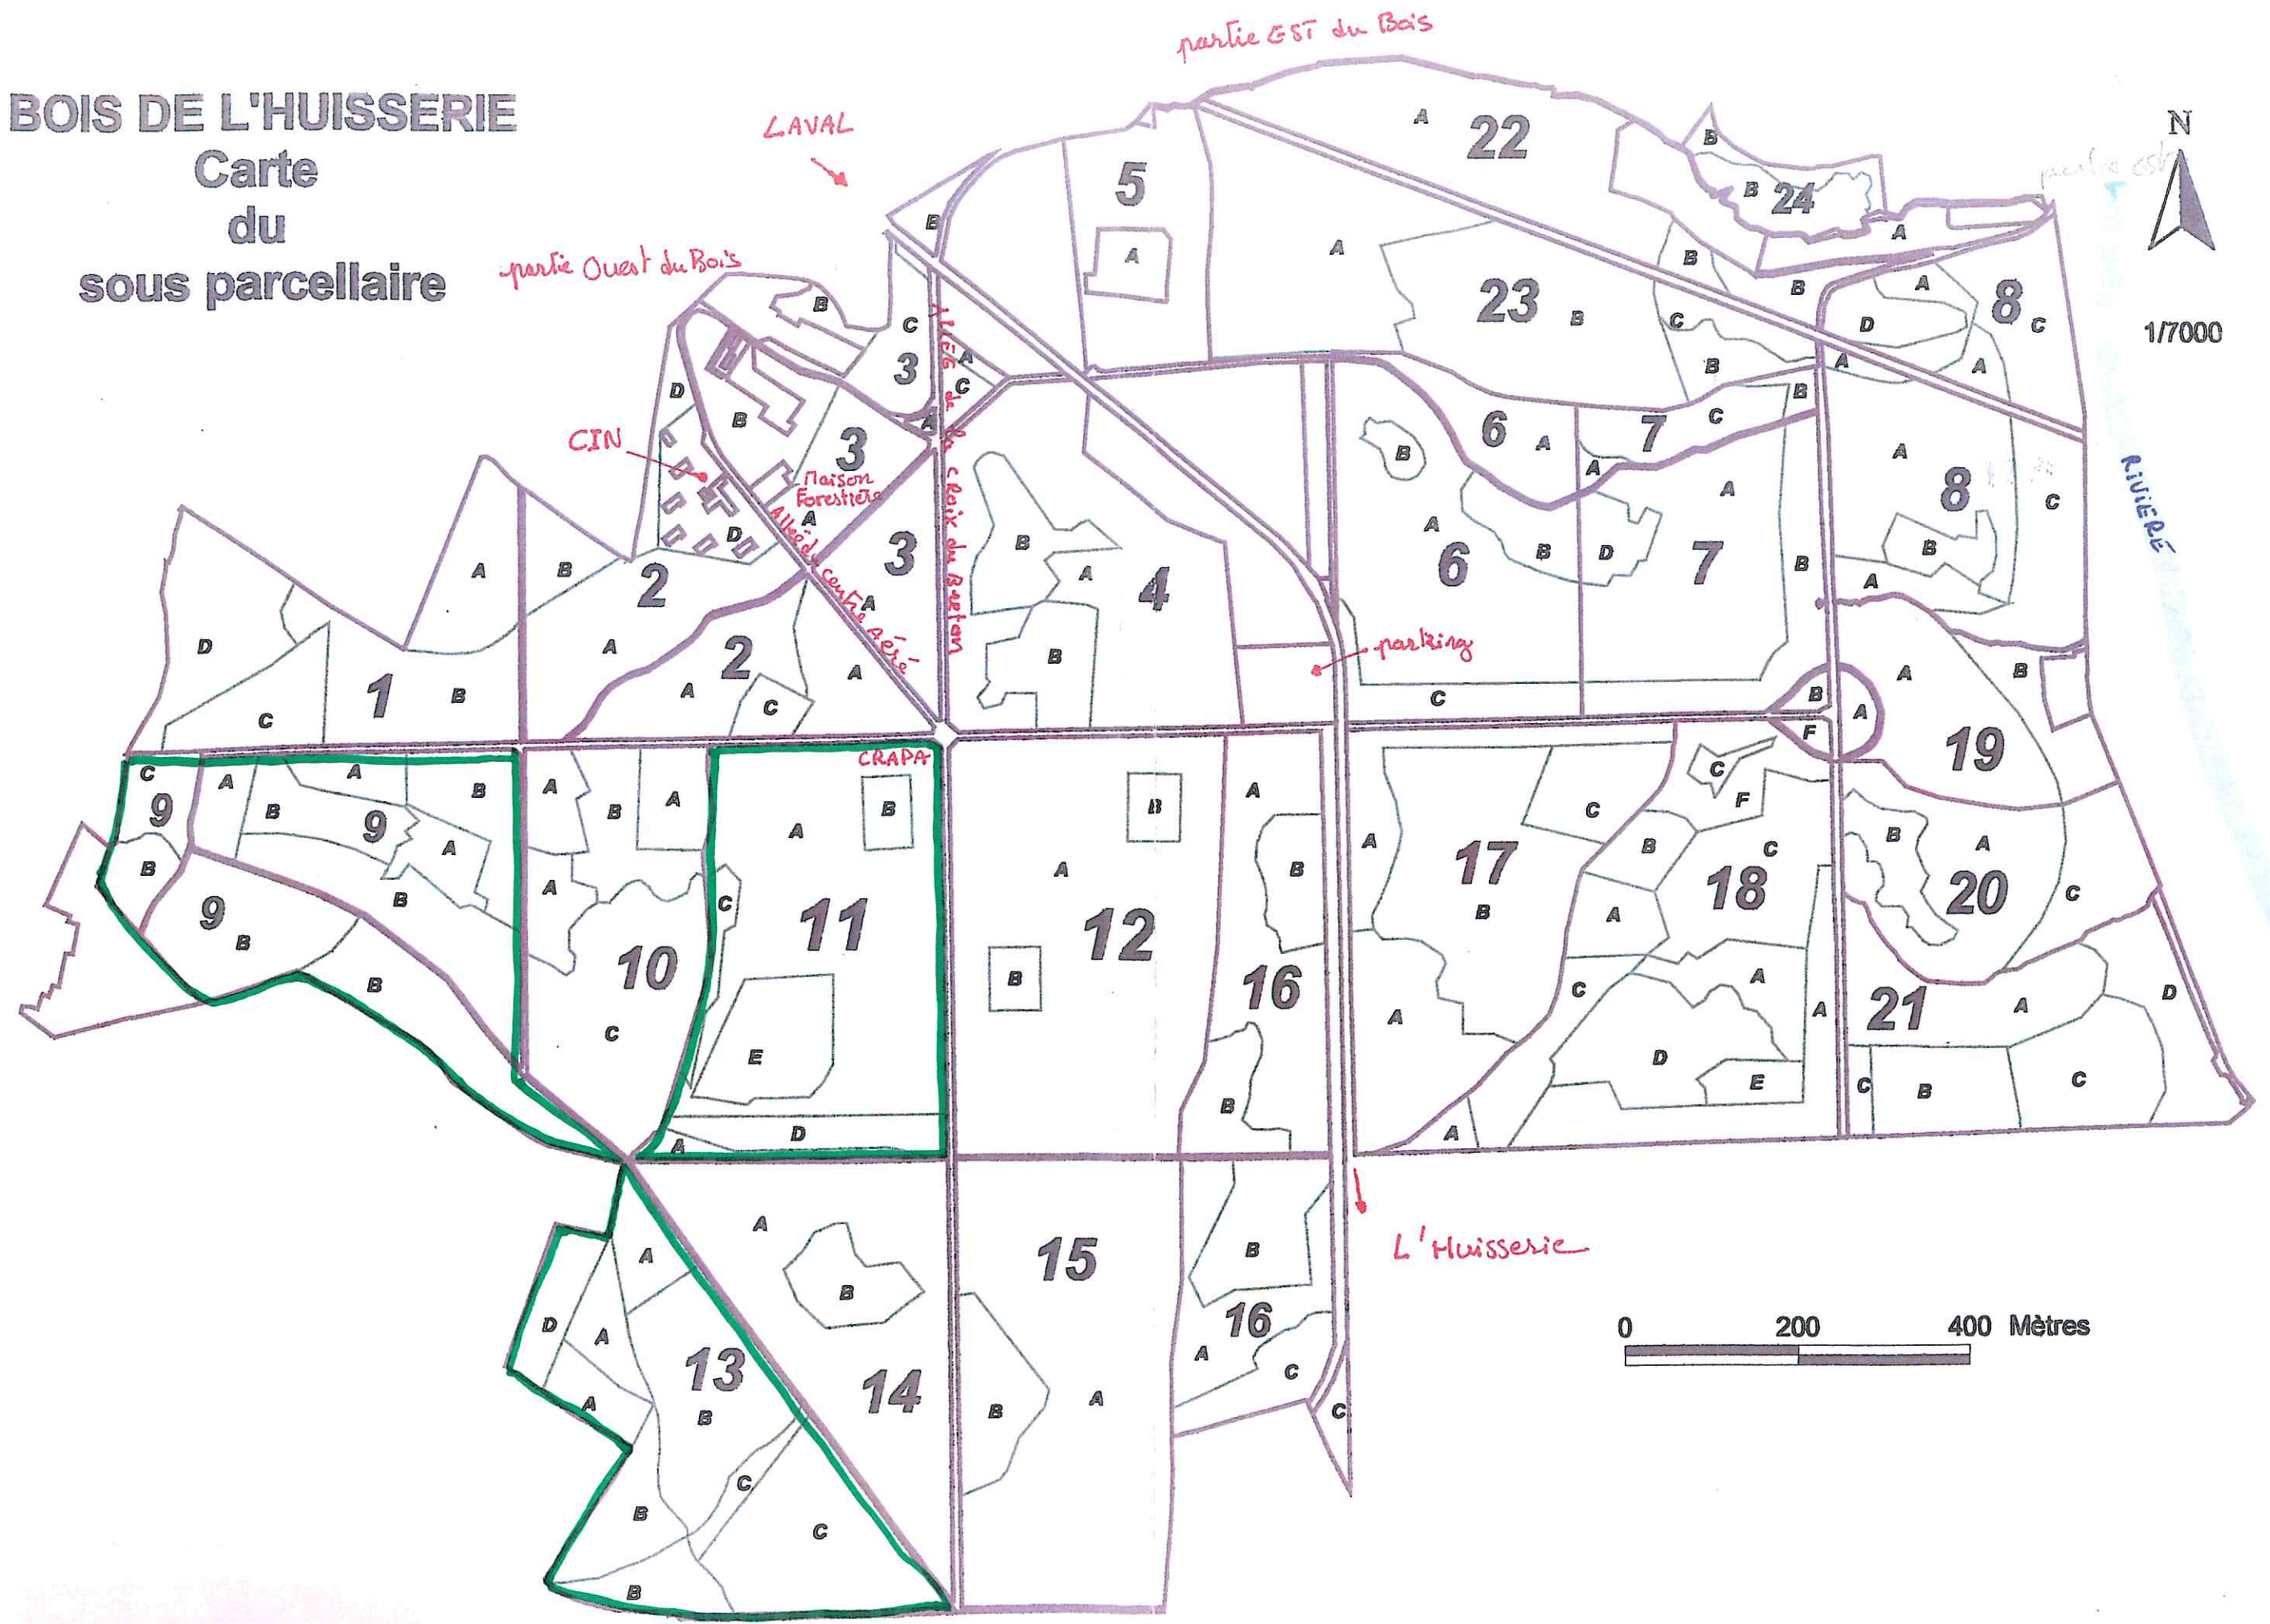 partie EST du Bois
BOIS DE L'HUISSERIE
Carte
du
sous parcellaire
LAVAL
partie Ouest du Bois
N
partie est
1/7000
RIVIERE
CIN
Maison
Forestière
Allée du centre Aéré
ALLÉE de la CROIX du Breton
parking
CRAPA
L'Huisserie
0 200 400 Mètres
22 A
24 B B A
5 A B
23 A B B C B B
8 A D C A A
3 B C A C A
3 B D A
3 A
6 A
7 C A B
6 B A B C
7 A D B
8 A C B A
1 A D C B
2 B A D
2 A C A
4 B A B
B A F
19 A B
9 C B
9 A A B B A B
9 B B
10 A B A A C
11 A B C E D A
12 A B B
16 A B B
17 A C B A
18 C F B C A C A D E A A
20 B A C
21 A D C B C
13 A D A A B B C C B
14 A B
15 B A
16 B A C C